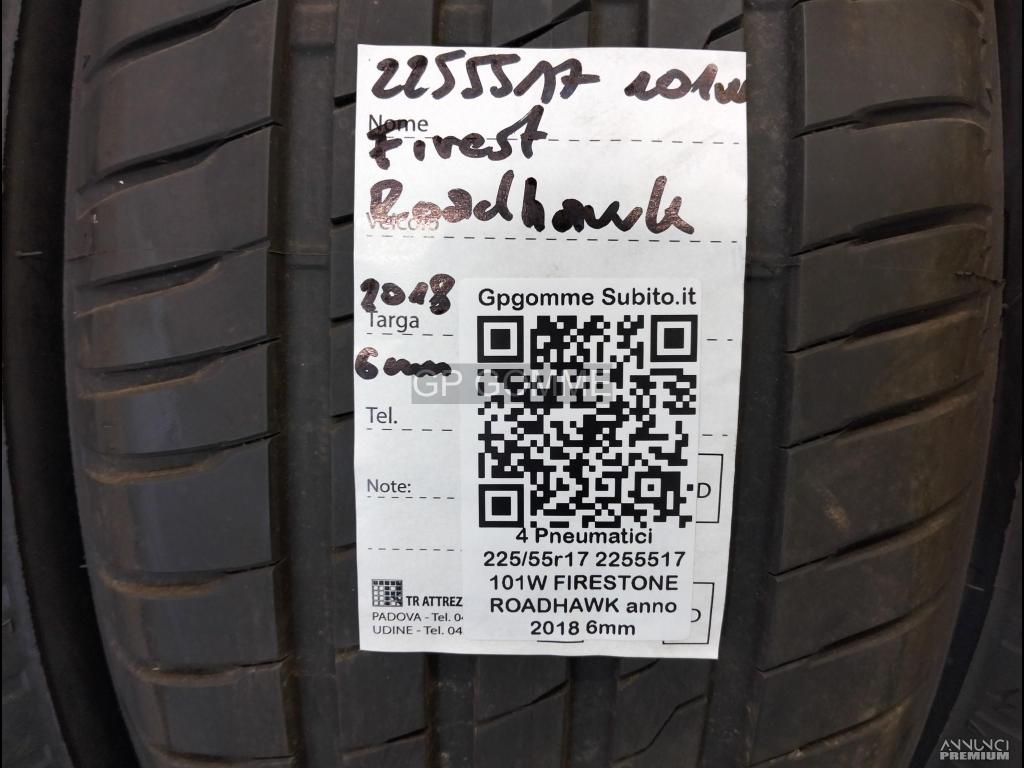 2255517 101w
Nome
Firest
Roadhawk
Veicolo
2018
Targa
6mm
GP GOMME
Tel.
Note:
Gpgomme Subito.it
4 Pneumatici
225/55r17 2255517
101W FIRESTONE
ROADHAWK anno
2018 6mm
D
D
TR ATTREZ
PADOVA - Tel. 04
UDINE - Tel. 04
ANNUNCI
PREMIUM